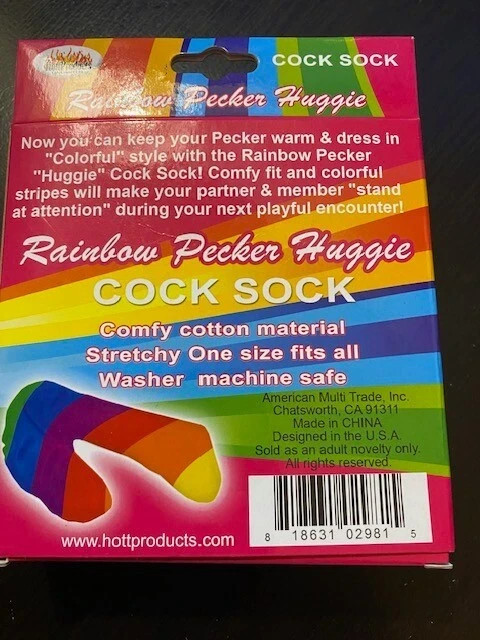 COCK SOCK
Rainbow Pecker Huggie
Now you can keep your Pecker warm & dress in
"Colorful" style with the Rainbow Pecker
"Huggie" Cock Sock! Comfy fit and colorful
stripes will make your partner & member "stand
at attention" during your next playful encounter!
Rainbow Pecker Huggie
COCK SOCK
Comfy cotton material
Stretchy One size fits all
Washer machine safe
American Multi Trade, Inc.
Chatsworth, CA 91311
Made in CHINA
Designed in the U.S.A.
Sold as an adult novelty only.
All rights reserved
www.hottproducts.com
8 18631 02981 5